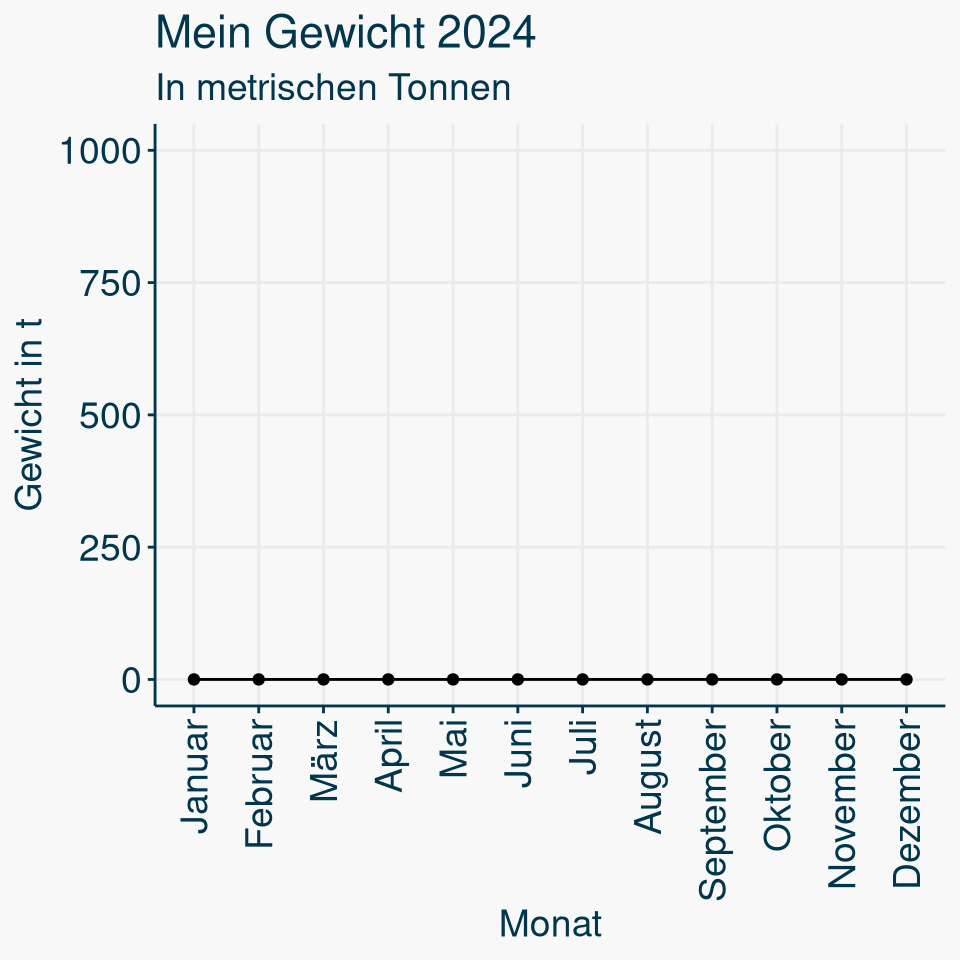 Mein Gewicht 2024
In metrischen Tonnen
1000
750
500
250
0
Gewicht in t
Januar
Februar
März
April
Mai
Juni
Juli
August
September
Oktober
November
Dezember
Monat